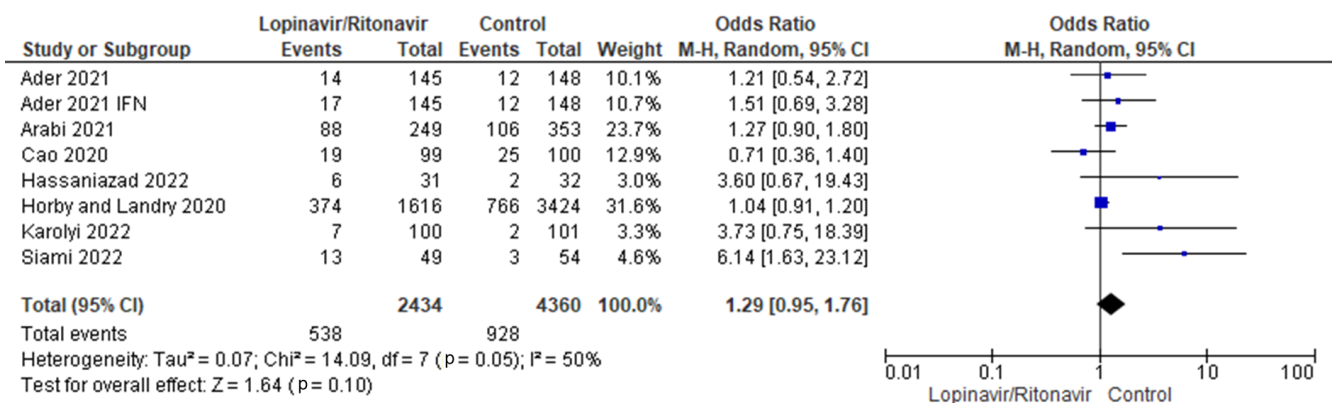 Lopinavir/Ritonavir Control Odds Ratio Odds Ratio
Study or Subgroup Events Total Events Total Weight M-H, Random, 95% CI M-H, Random, 95% CI
Ader 2021 14 145 12 148 10.1% 1.21 [0.54, 2.72]
Ader 2021 IFN 17 145 12 148 10.7% 1.51 [0.69, 3.28]
Arabi 2021 88 249 106 353 23.7% 1.27 [0.90, 1.80]
Cao 2020 19 99 25 100 12.9% 0.71 [0.36, 1.40]
Hassaniazad 2022 6 31 2 32 3.0% 3.60 [0.67, 19.43]
Horby and Landry 2020 374 1616 766 3424 31.6% 1.04 [0.91, 1.20]
Karolyi 2022 7 100 2 101 3.3% 3.73 [0.75, 18.39]
Siami 2022 13 49 3 54 4.6% 6.14 [1.63, 23.12]
Total (95% CI) 2434 4360 100.0% 1.29 [0.95, 1.76]
Total events 538 928
Heterogeneity: Tau² = 0.07; Chi² = 14.09, df = 7 (p = 0.05); I² = 50%
Test for overall effect: Z = 1.64 (p = 0.10)
0.01 0.1 1 10 100
Lopinavir/Ritonavir Control